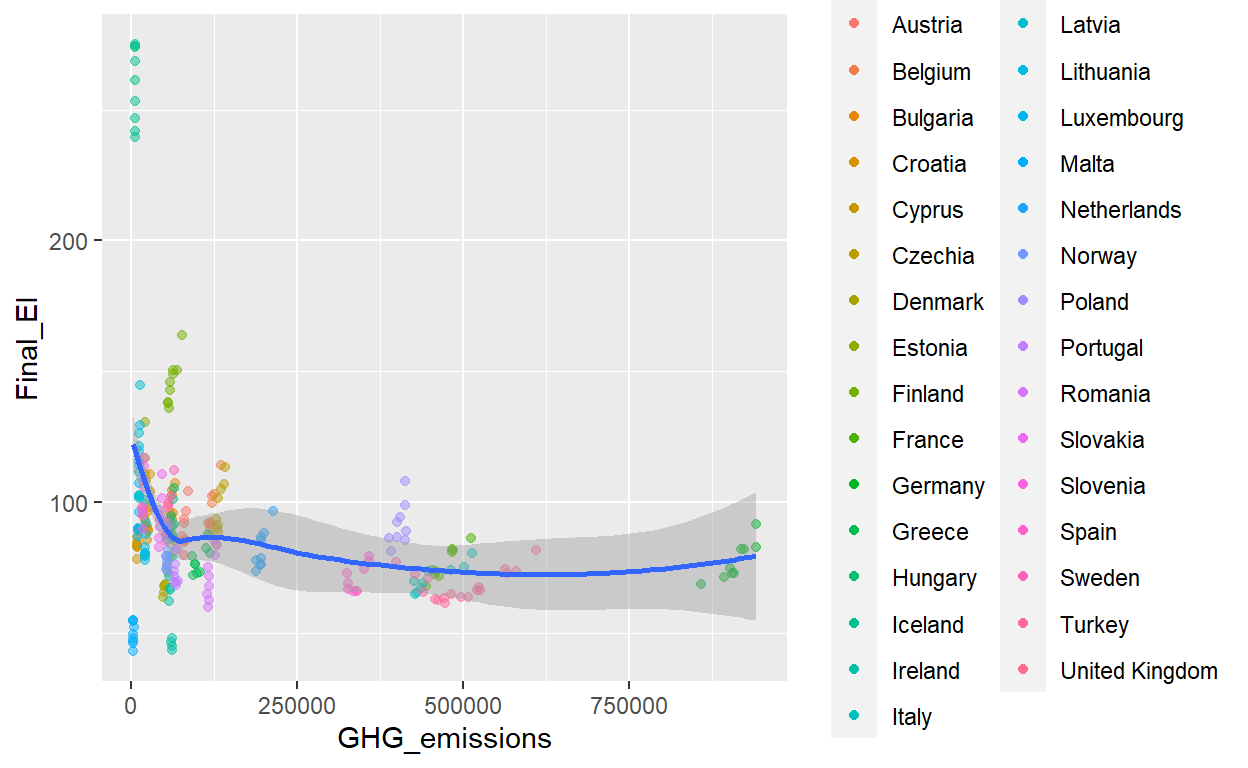 Final_EI
200
100
0
250000
500000
750000
GHG_emissions
Austria
Belgium
Bulgaria
Croatia
Cyprus
Czechia
Denmark
Estonia
Finland
France
Germany
Greece
Hungary
Iceland
Ireland
Italy
Latvia
Lithuania
Luxembourg
Malta
Netherlands
Norway
Poland
Portugal
Romania
Slovakia
Slovenia
Spain
Sweden
Turkey
United Kingdom